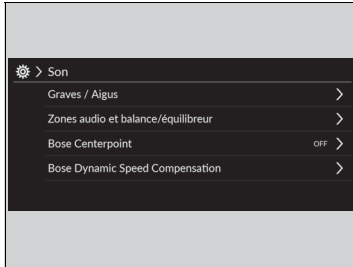 > Son
Graves / Aigus
Zones audio et balance/équilibreur
Bose Centerpoint OFF
Bose Dynamic Speed Compensation